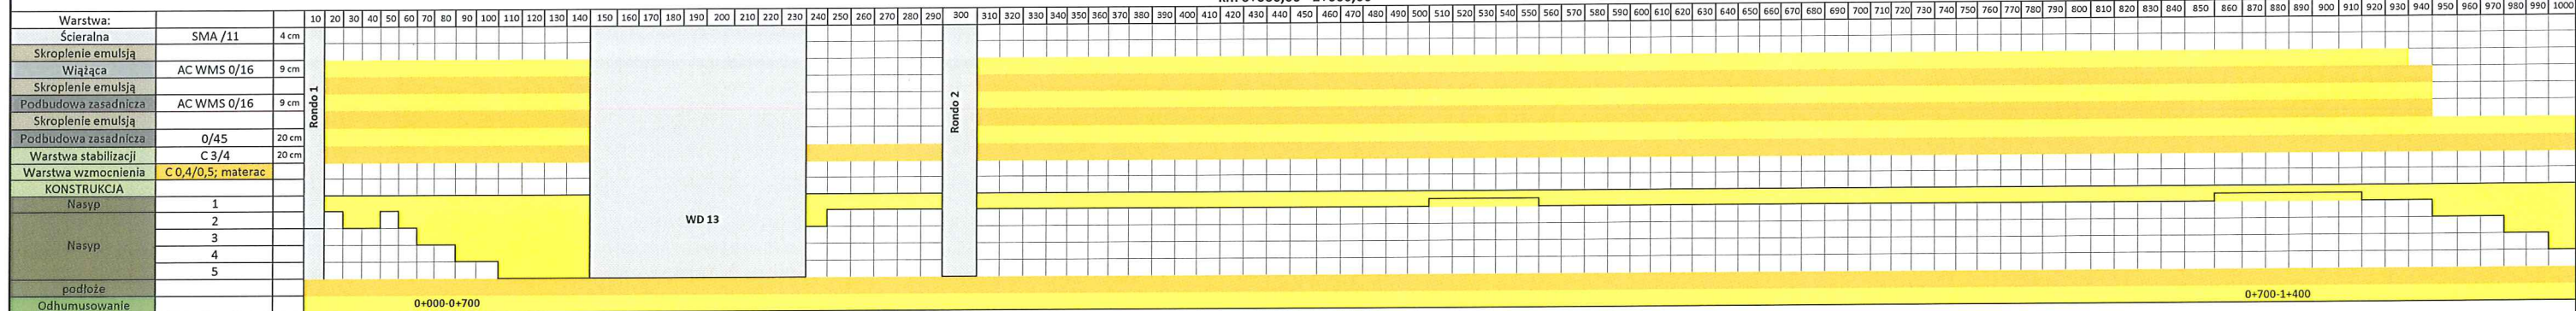 Warstwa: 10 20 30 40 50 60 70 80 90 100 110 120 130 140 150 160 170 180 190 200 210 220 230 240 250 260 270 280 290 300 310 320 330 340 350 360 370 380 390 400 410 420 430 440 450 460 470 480 490 500 510 520 530 540 550 560 570 580 590 600 610 620 630 640 650 660 670 680 690 700 710 720 730 740 750 760 770 780 790 800 810 820 830 840 850 860 870 880 890 900 910 920 930 940 950 960 970 980 990 1000
Ścieralna SMA /11 4 cm
Skroplenie emulsją
Wiążąca AC WMS 0/16 9 cm
Skroplenie emulsją
Podbudowa zasadnicza AC WMS 0/16 9 cm
Rondo 1
Rondo 2
Skroplenie emulsją
Podbudowa zasadnicza 0/45 20 cm
Warstwa stabilizacji C 3/4 20 cm
Warstwa wzmocnienia C 0,4/0,5; materac
KONSTRUKCJA
Nasyp 1
2
WD 13
3
Nasyp
4
5
podłoże
Odhumusowanie 0+000-0+700 0+700-1+400